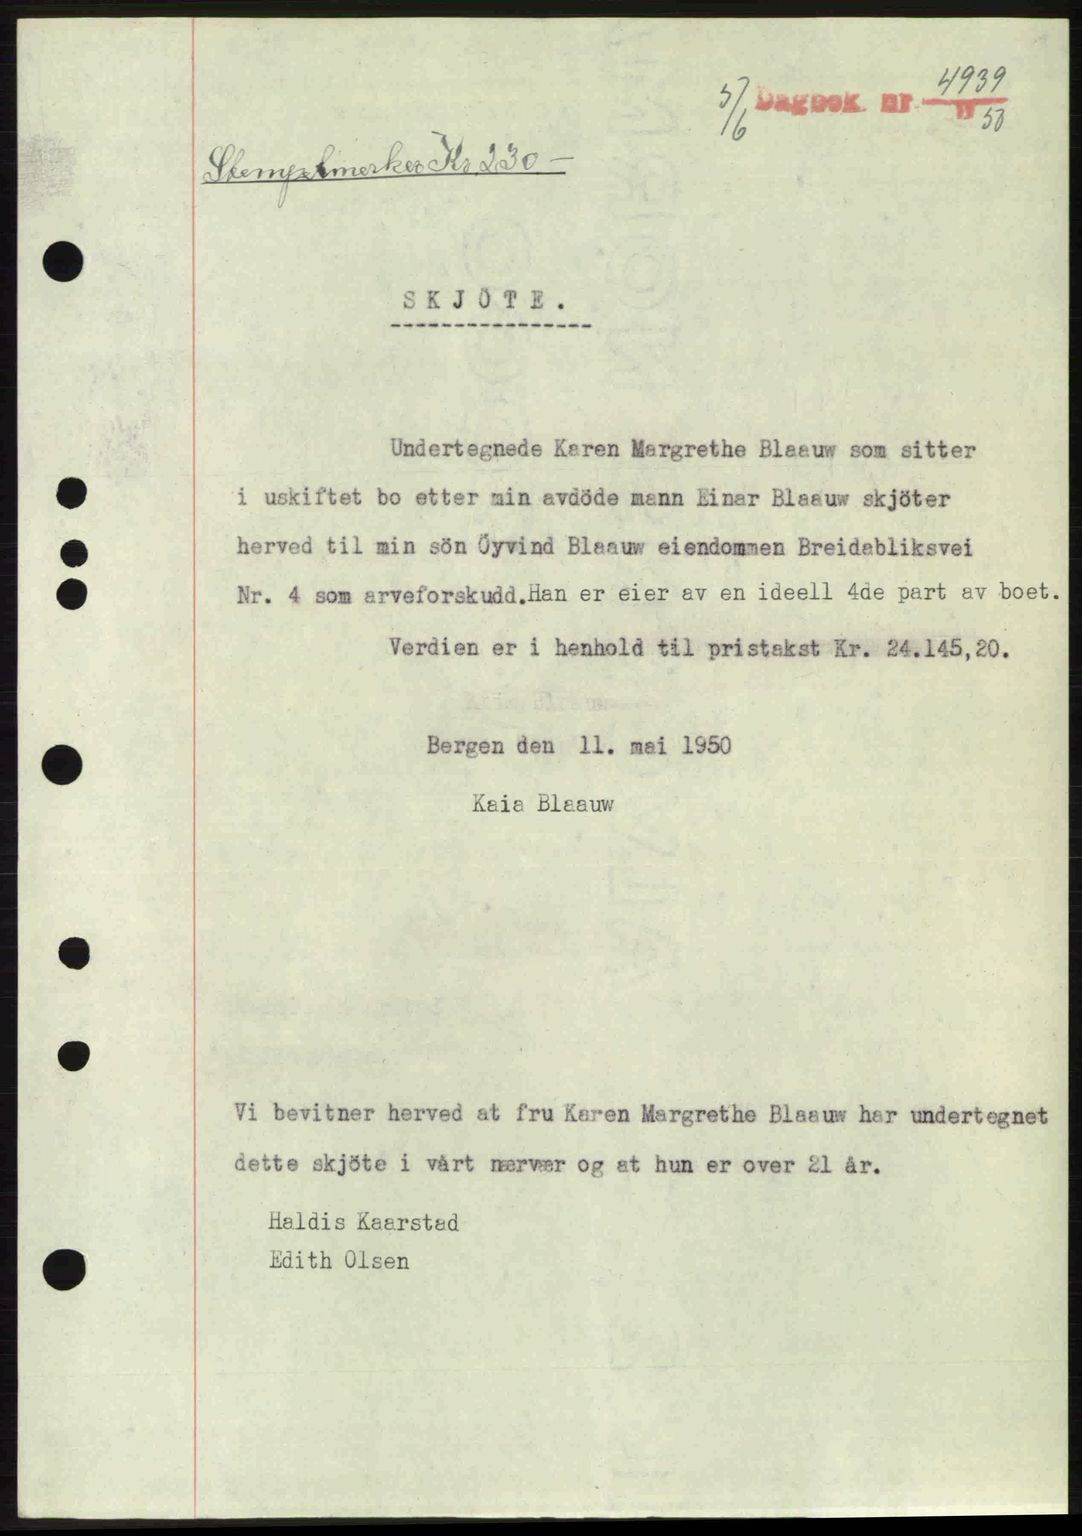 4939
5/6 Dagbok nr
50
Stempelmerker Kr 230 —
SKJÖTE.
Undertegnede Karen Margrethe Blaauw som sitter
i uskiftet bo etter min avdöde mann Einar Blaauw skjöter
herved til min sön Öyvind Blaauw eiendommen Breidabliksvei
Nr. 4 som arveforskudd.Han er eier av en ideell 4de part av boet.
Verdien er i henhold til pristakst Kr. 24.145,20.
Bergen den 11. mai 1950
Kaia Blaauw
Vi bevitner herved at fru Karen Margrethe Blaauw har undertegnet
dette skjöte i vårt nærvær og at hun er over 21 år.
Haldis Kaarstad
Edith Olsen